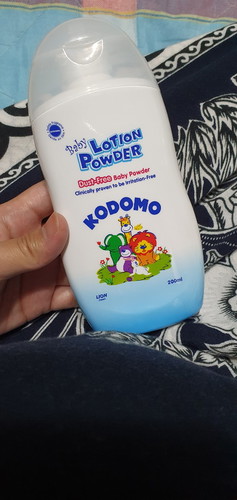 Baby LOTION
POWDER
Dust-Free Baby Powder
Clinically proven to be Irritation-Free
KODOMO
LION
200ml